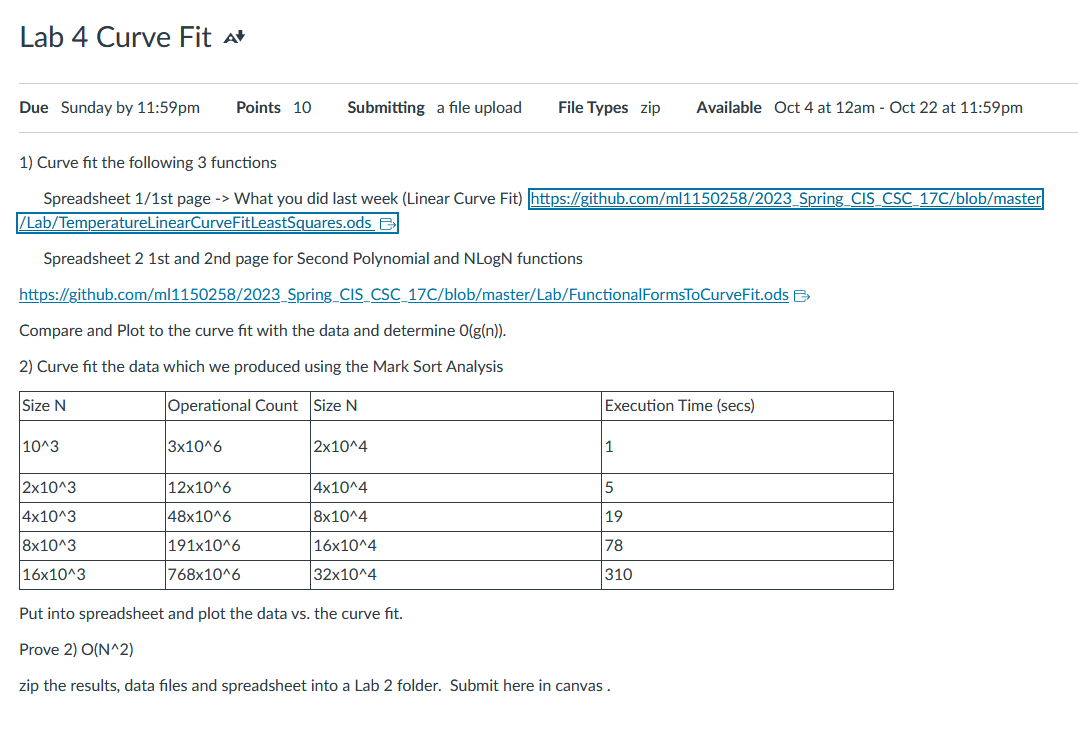 Lab 4 Curve Fit
Due Sunday by 11:59pm Points 10 Submitting a file upload File Types zip Available Oct 4 at 12am - Oct 22 at 11:59pm
1) Curve fit the following 3 functions
Spreadsheet 1/1st page -> What you did last week (Linear Curve Fit) https://github.com/ml1150258/2023_Spring_CIS_CSC_17C/blob/master
/Lab/TemperatureLinearCurveFitLeastSquares.ods
Spreadsheet 2 1st and 2nd page for Second Polynomial and NLogN functions
https://github.com/ml1150258/2023_Spring_CIS_CSC_17C/blob/master/Lab/FunctionalFormsToCurveFit.ods
Compare and Plot to the curve fit with the data and determine 0(g(n)).
2) Curve fit the data which we produced using the Mark Sort Analysis
Size N Operational Count Size N Execution Time (secs)
10^3 3x10^6 2x10^4 1
2x10^3 12x10^6 4x10^4 5
4x10^3 48x10^6 8x10^4 19
8x10^3 191x10^6 16x10^4 78
16x10^3 768x10^6 32x10^4 310
Put into spreadsheet and plot the data vs. the curve fit.
Prove 2) O(N^2)
zip the results, data files and spreadsheet into a Lab 2 folder. Submit here in canvas .